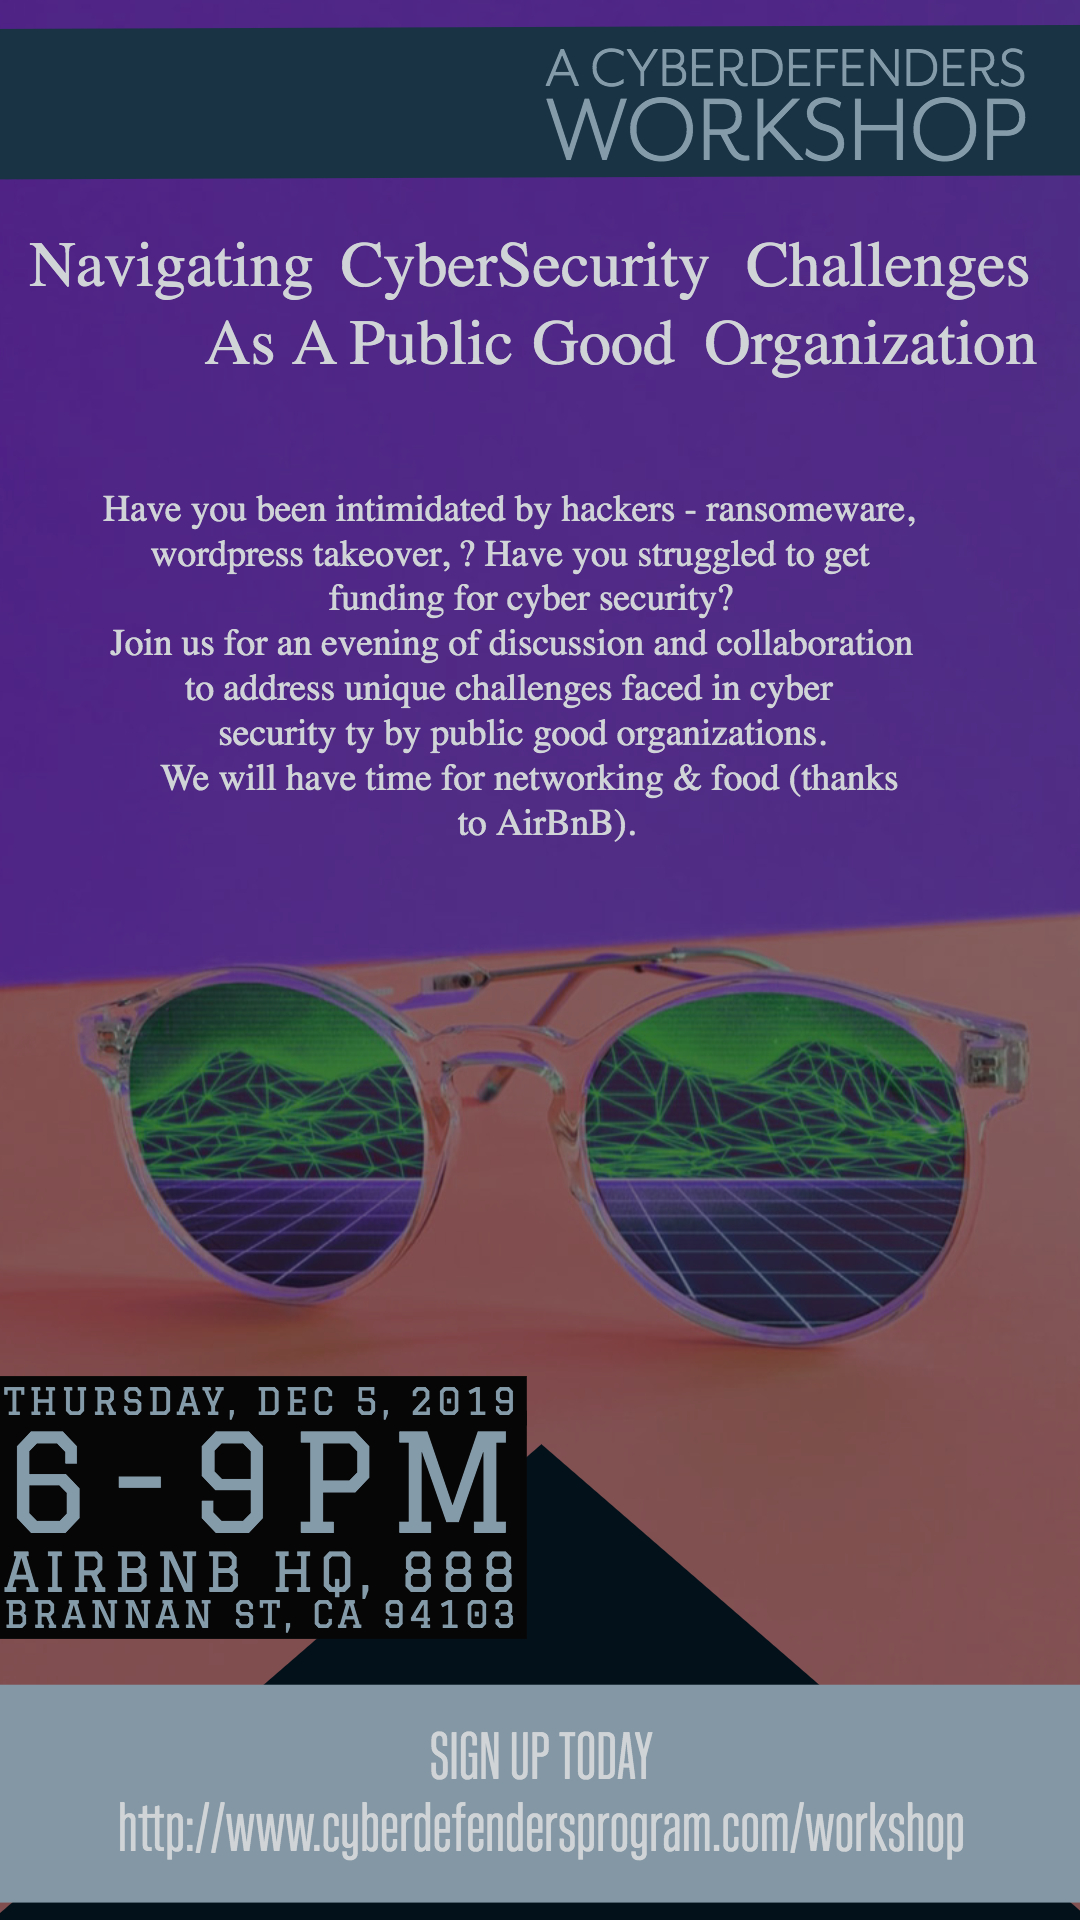 A CYBERDEFENDERS
WORKSHOP
Navigating CyberSecurity Challenges
As A Public Good Organization
Have you been intimidated by hackers - ransomeware,
wordpress takeover, ? Have you struggled to get
funding for cyber security?
Join us for an evening of discussion and collaboration
to address unique challenges faced in cyber
security ty by public good organizations.
We will have time for networking & food (thanks
to AirBnB).
THURSDAY, DEC 5, 2019
6-9PM
AIRBNB HQ, 888
BRANNAN ST, CA 94103
SIGN UP TODAY
http://www.cyberdefendersprogram.com/workshop